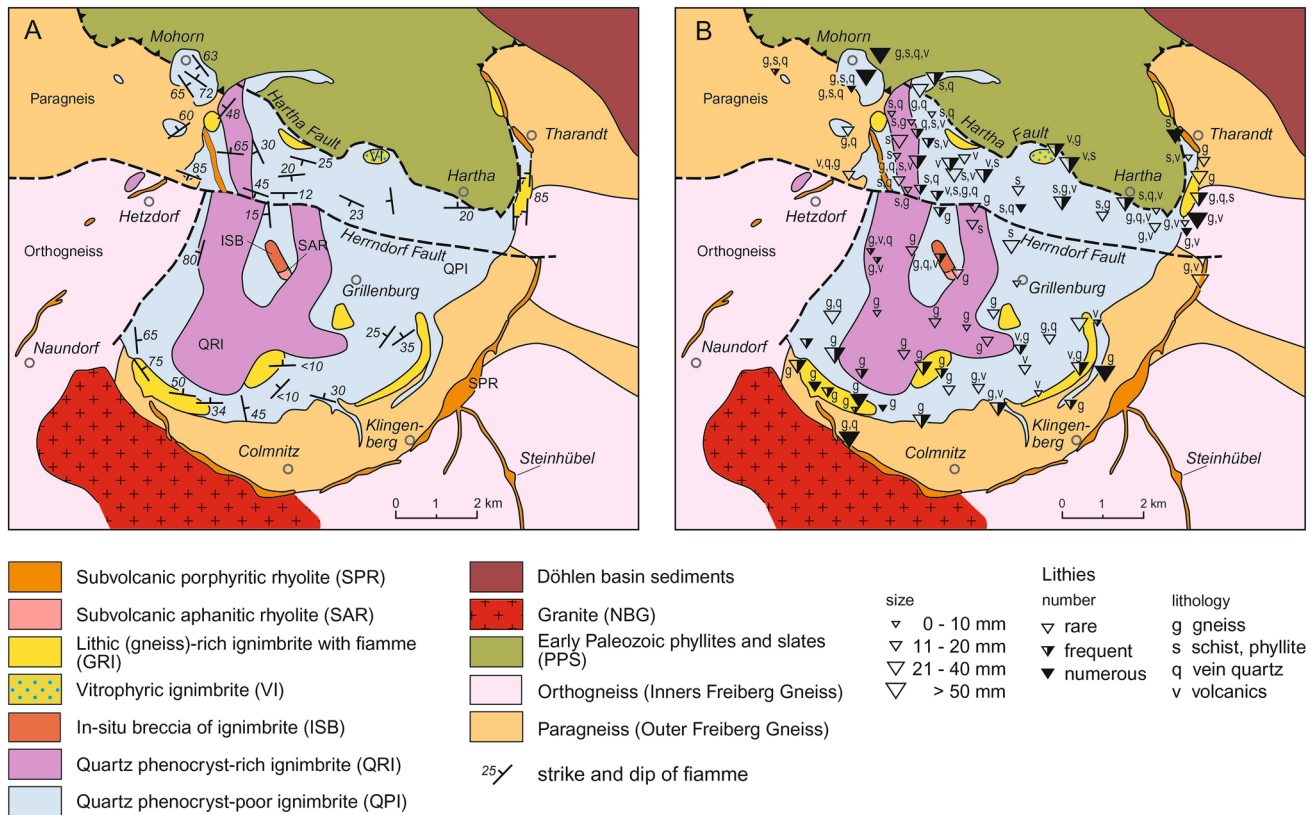 A
Mohorn
63
65
72
Paragneis
60
48
Hartha Fault
Tharandt
65
30
25
VI
85
20
45
12
Hartha
85
Hetzdorf
15
23
20
ISB
SAR
Orthogneiss
80
Herndorf Fault
QPI
Grillenburg
65
QRI
25
35
Naundorf
75
<10
SPR
50
<10
30
34
45
Klingen-
berg
Colmnitz
Steinhübel
0 1 2 km
B
Mohorn
g,s,q,v
g,s,q
g,s,q
g,s,q
s,q
Paragneis
s,q
s,q
s,g
q,s,v
g,q
Hartha Fault
s,v
v,g
s
Tharandt
v,q,g
v,s
v,s
s,v
g
s
Hartha
g
v,s,g,q
s,g,v
s,q,v
g,q,s
Hetzdorf
s,g
g
s,q
s,g
g,q,v
g,v
g,v
g,v
s
s
Orthogneiss
g,v,q
g
g,v
g,q,v
g
Herndorf Fault
g,v
Grillenburg
g,q
g
g
g
g
g,q
v
Naundorf
g
g
g
g
g,v
v,g
g
g
g
g
g
g,v
v
g
g
g
g,v
g
g,q
Klingen-
berg
Colmnitz
Steinhübel
0 1 2 km
Subvolcanic porphyritic rhyolite (SPR)
Subvolcanic aphanitic rhyolite (SAR)
Lithic (gneiss)-rich ignimbrite with fiamme
(GRI)
Vitrophyric ignimbrite (VI)
In-situ breccia of ignimbrite (ISB)
Quartz phenocryst-rich ignimbrite (QRI)
Quartz phenocryst-poor ignimbrite (QPI)
Döhlen basin sediments
Granite (NBG)
Early Paleozoic phyllites and slates
(PPS)
Orthogneiss (Inners Freiberg Gneiss)
Paragneiss (Outer Freiberg Gneiss)
25 strike and dip of fiamme
Lithies
size
0 - 10 mm
11 - 20 mm
21 - 40 mm
> 50 mm
number
rare
frequent
numerous
lithology
g gneiss
s schist, phyllite
q vein quartz
v volcanics